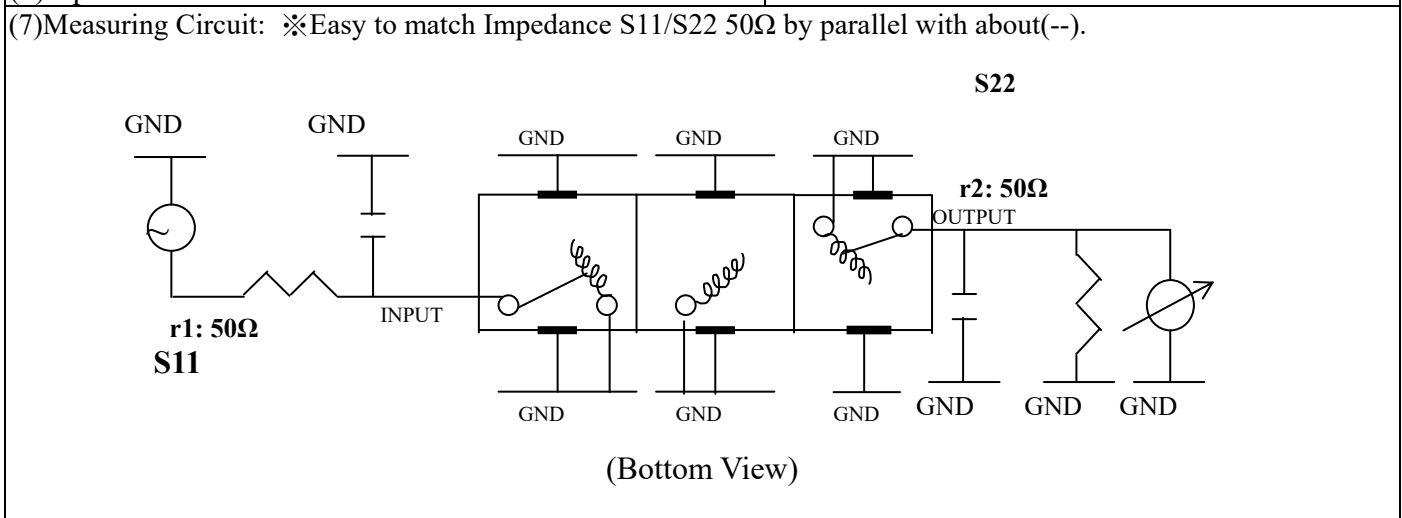 (7)Measuring Circuit: ※Easy to match Impedance S11/S22 50Ω by parallel with about(--).
S22
GND GND GND GND GND
r2: 50Ω
OUTPUT
INPUT
r1: 50Ω
S11
GND GND GND GND GND GND
(Bottom View)